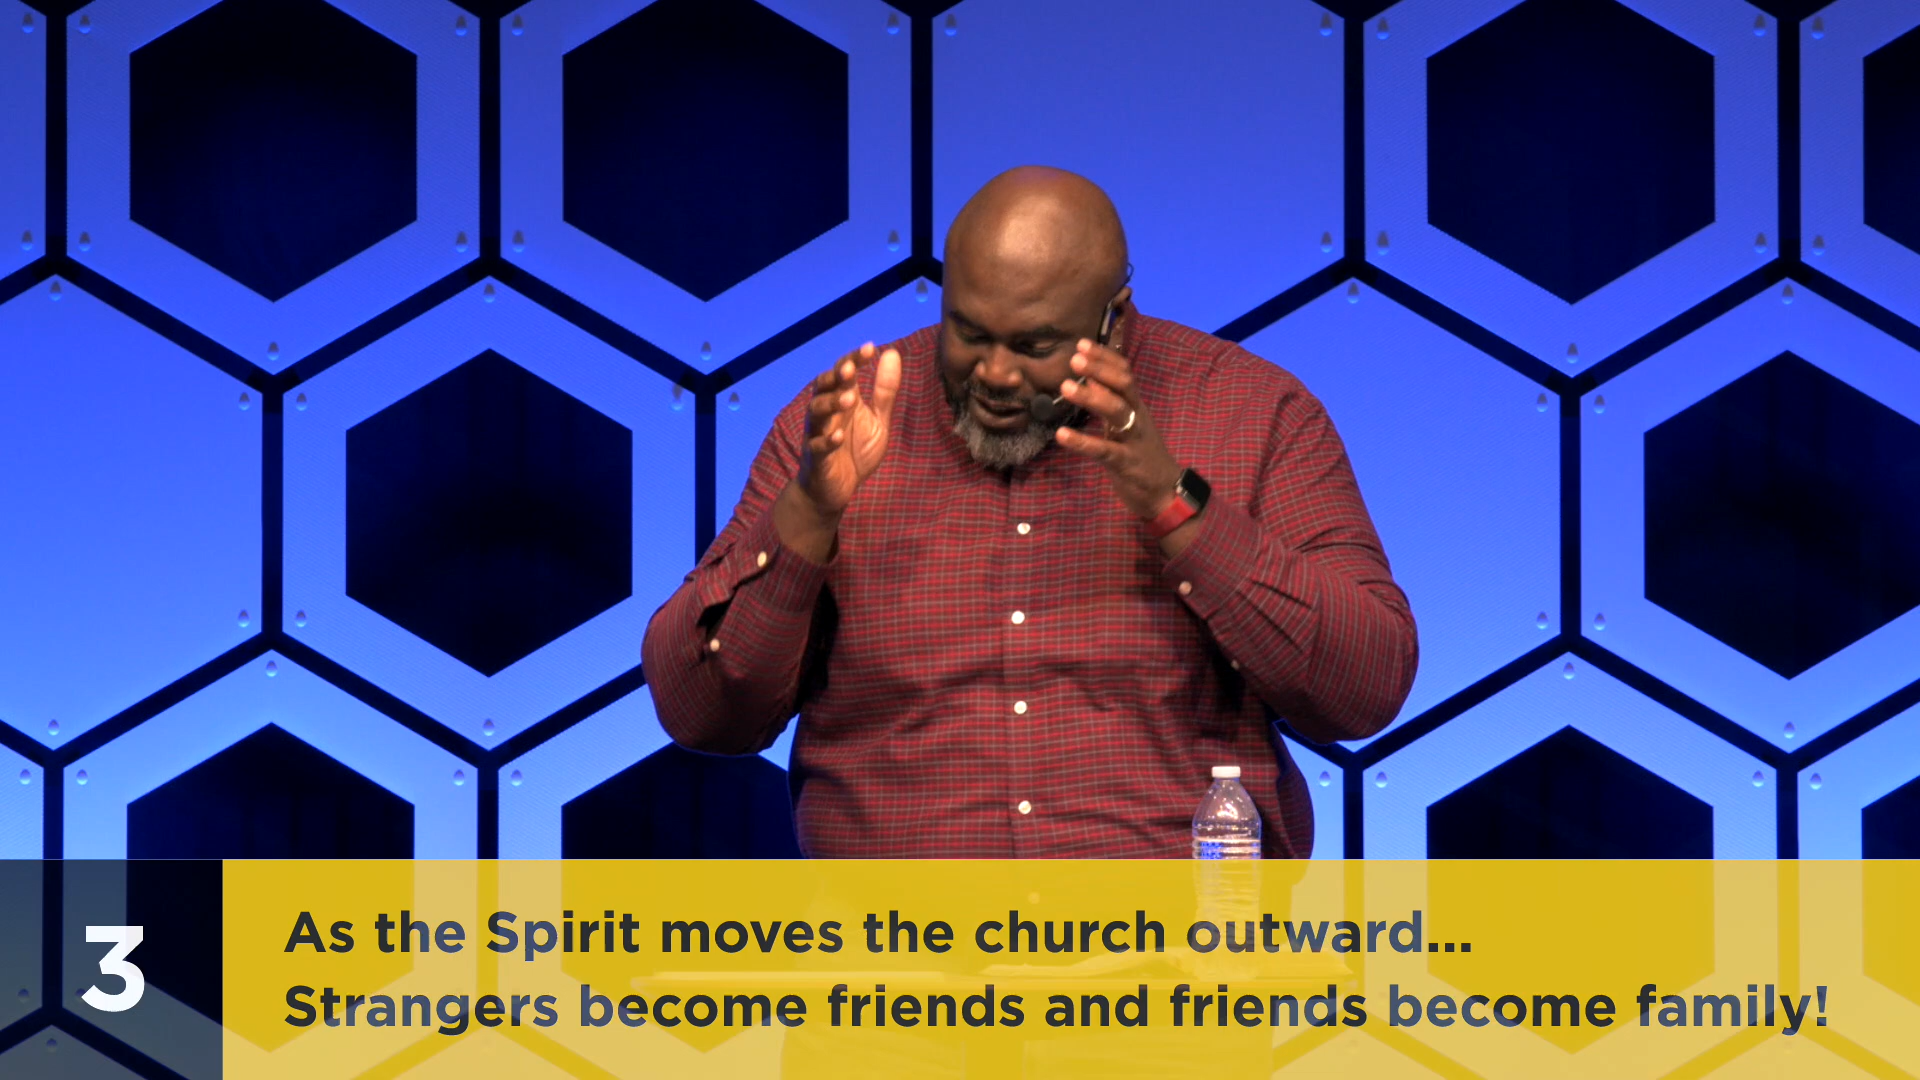 3
As the Spirit moves the church outward...
Strangers become friends and friends become family!